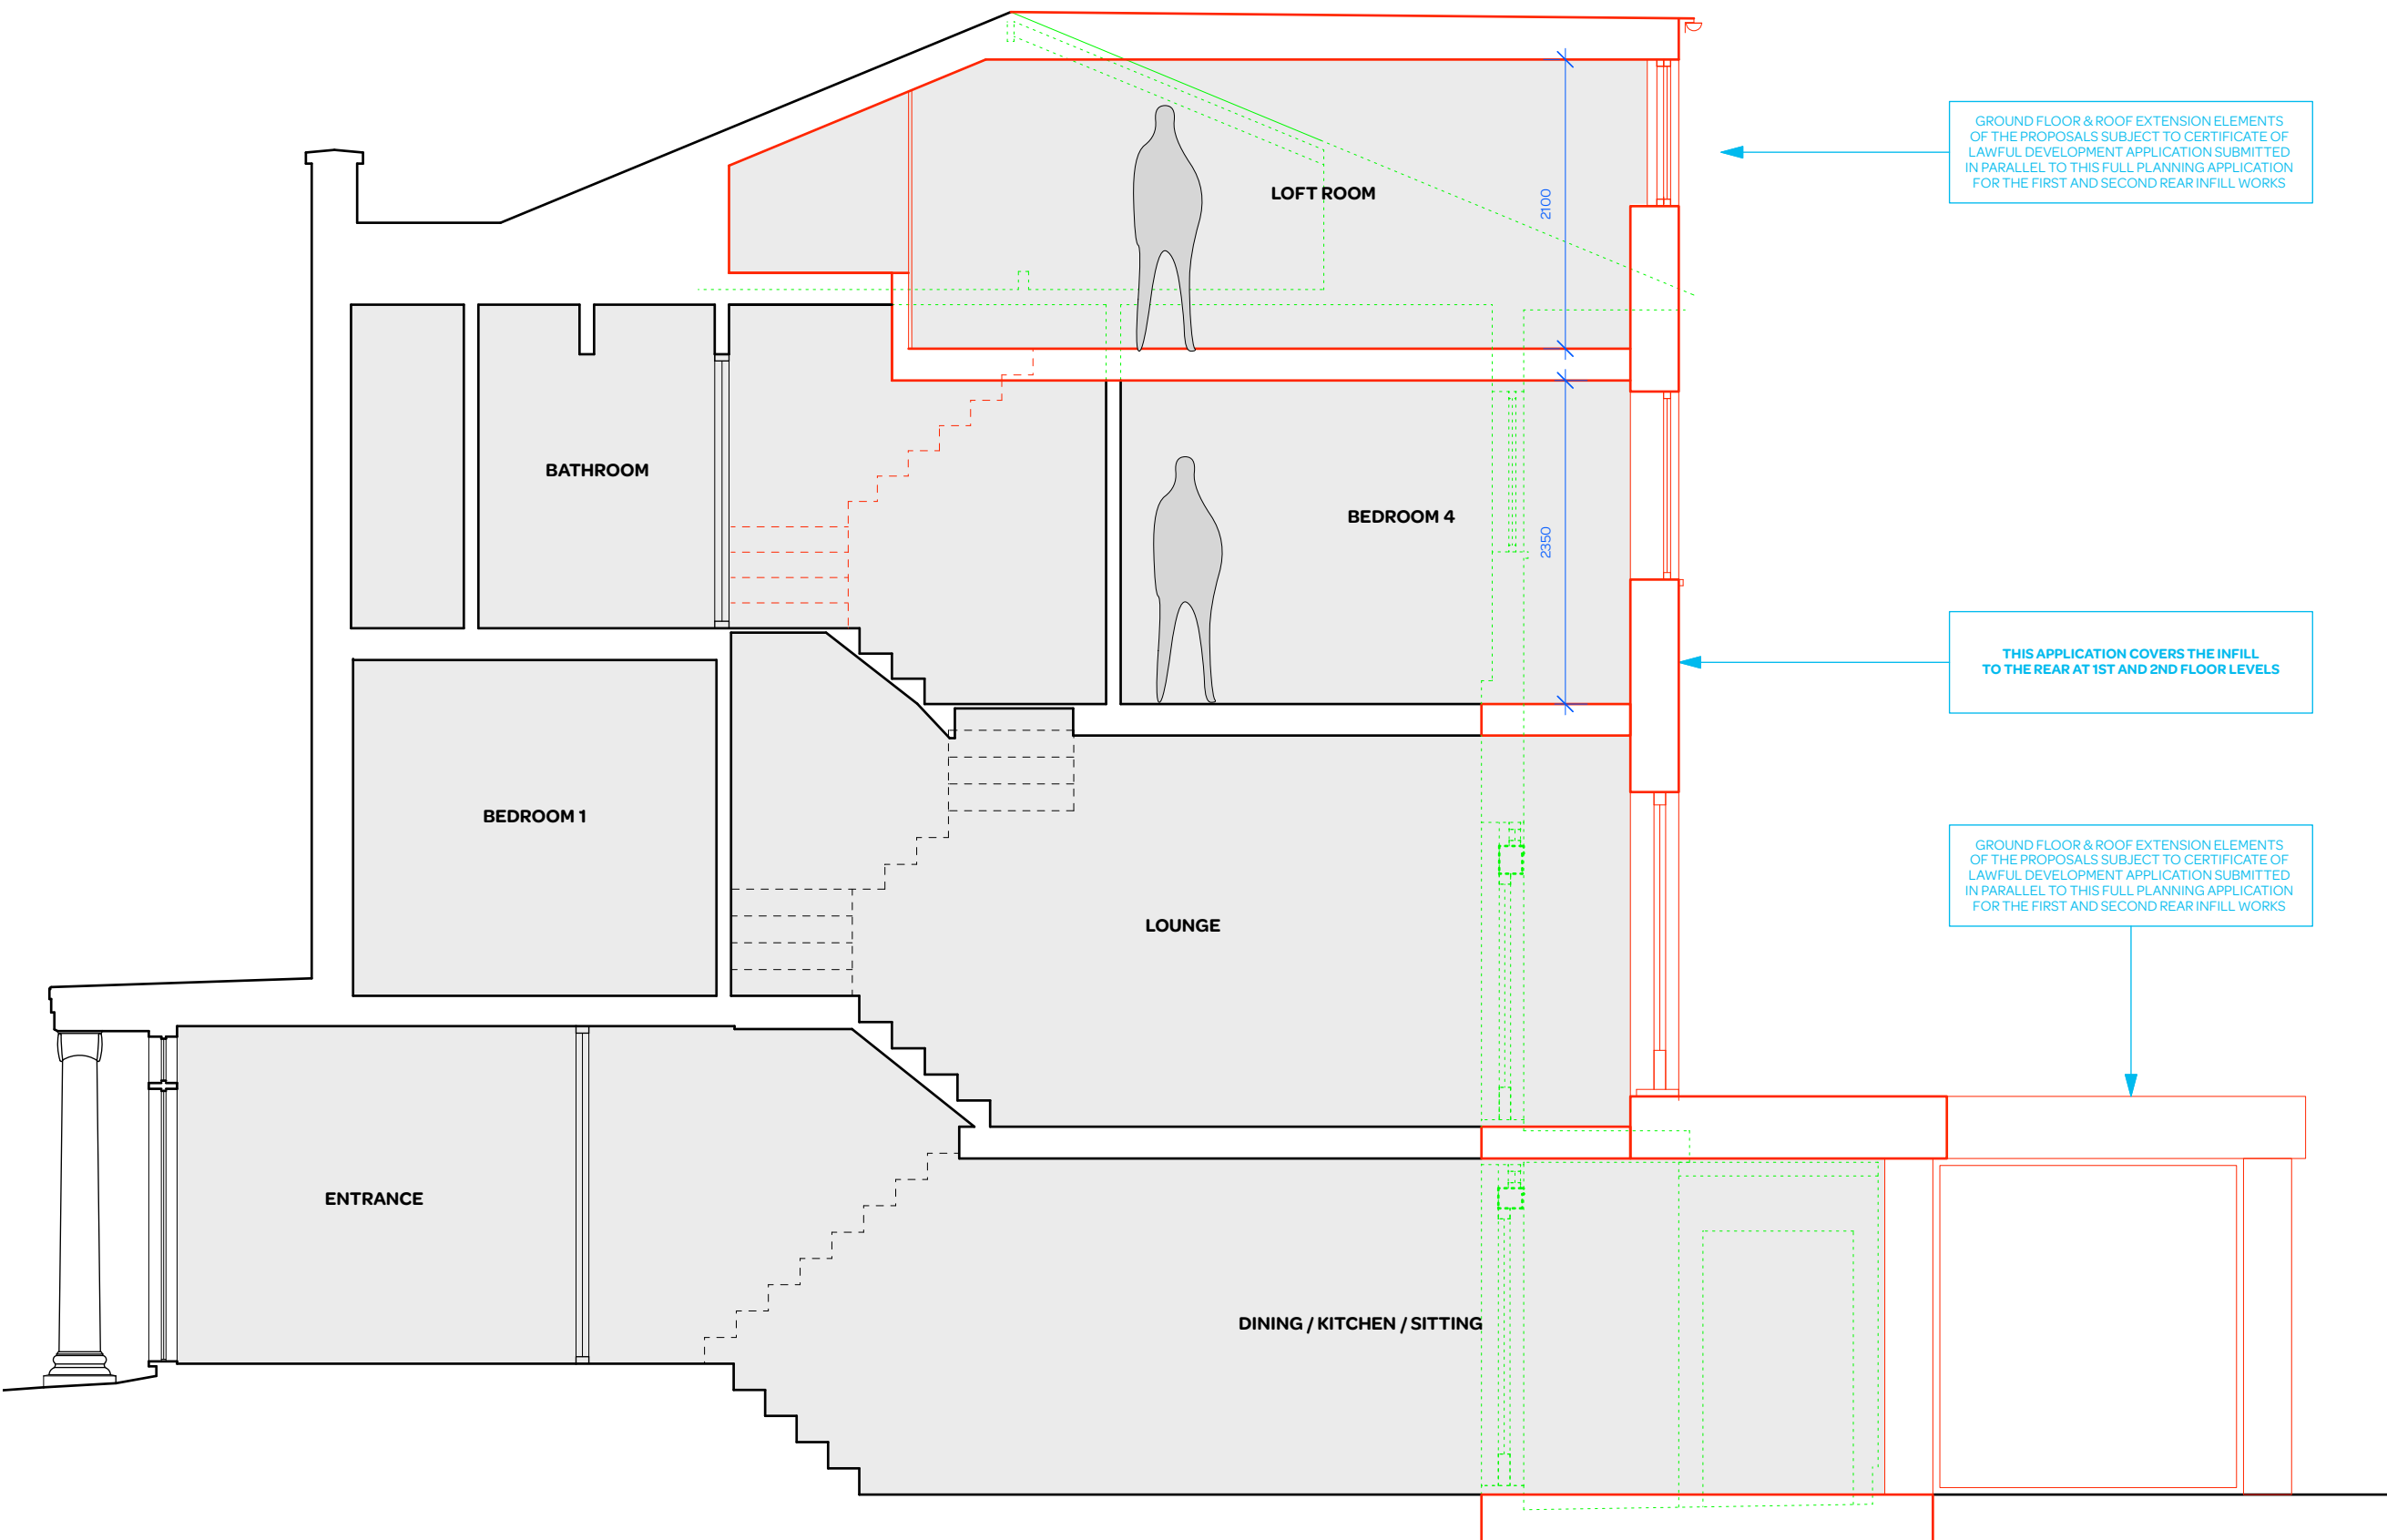 GROUND FLOOR & ROOF EXTENSION ELEMENTS
OF THE PROPOSALS SUBJECT TO CERTIFICATE OF
LAWFUL DEVELOPMENT APPLICATION SUBMITTED
IN PARALLEL TO THIS FULL PLANNING APPLICATION
FOR THE FIRST AND SECOND REAR INFILL WORKS
LOFT ROOM
2100
BATHROOM
BEDROOM 4
2350
THIS APPLICATION COVERS THE INFILL
TO THE REAR AT 1ST AND 2ND FLOOR LEVELS
BEDROOM 1
GROUND FLOOR & ROOF EXTENSION ELEMENTS
OF THE PROPOSALS SUBJECT TO CERTIFICATE OF
LAWFUL DEVELOPMENT APPLICATION SUBMITTED
IN PARALLEL TO THIS FULL PLANNING APPLICATION
FOR THE FIRST AND SECOND REAR INFILL WORKS
LOUNGE
ENTRANCE
DINING / KITCHEN / SITTING